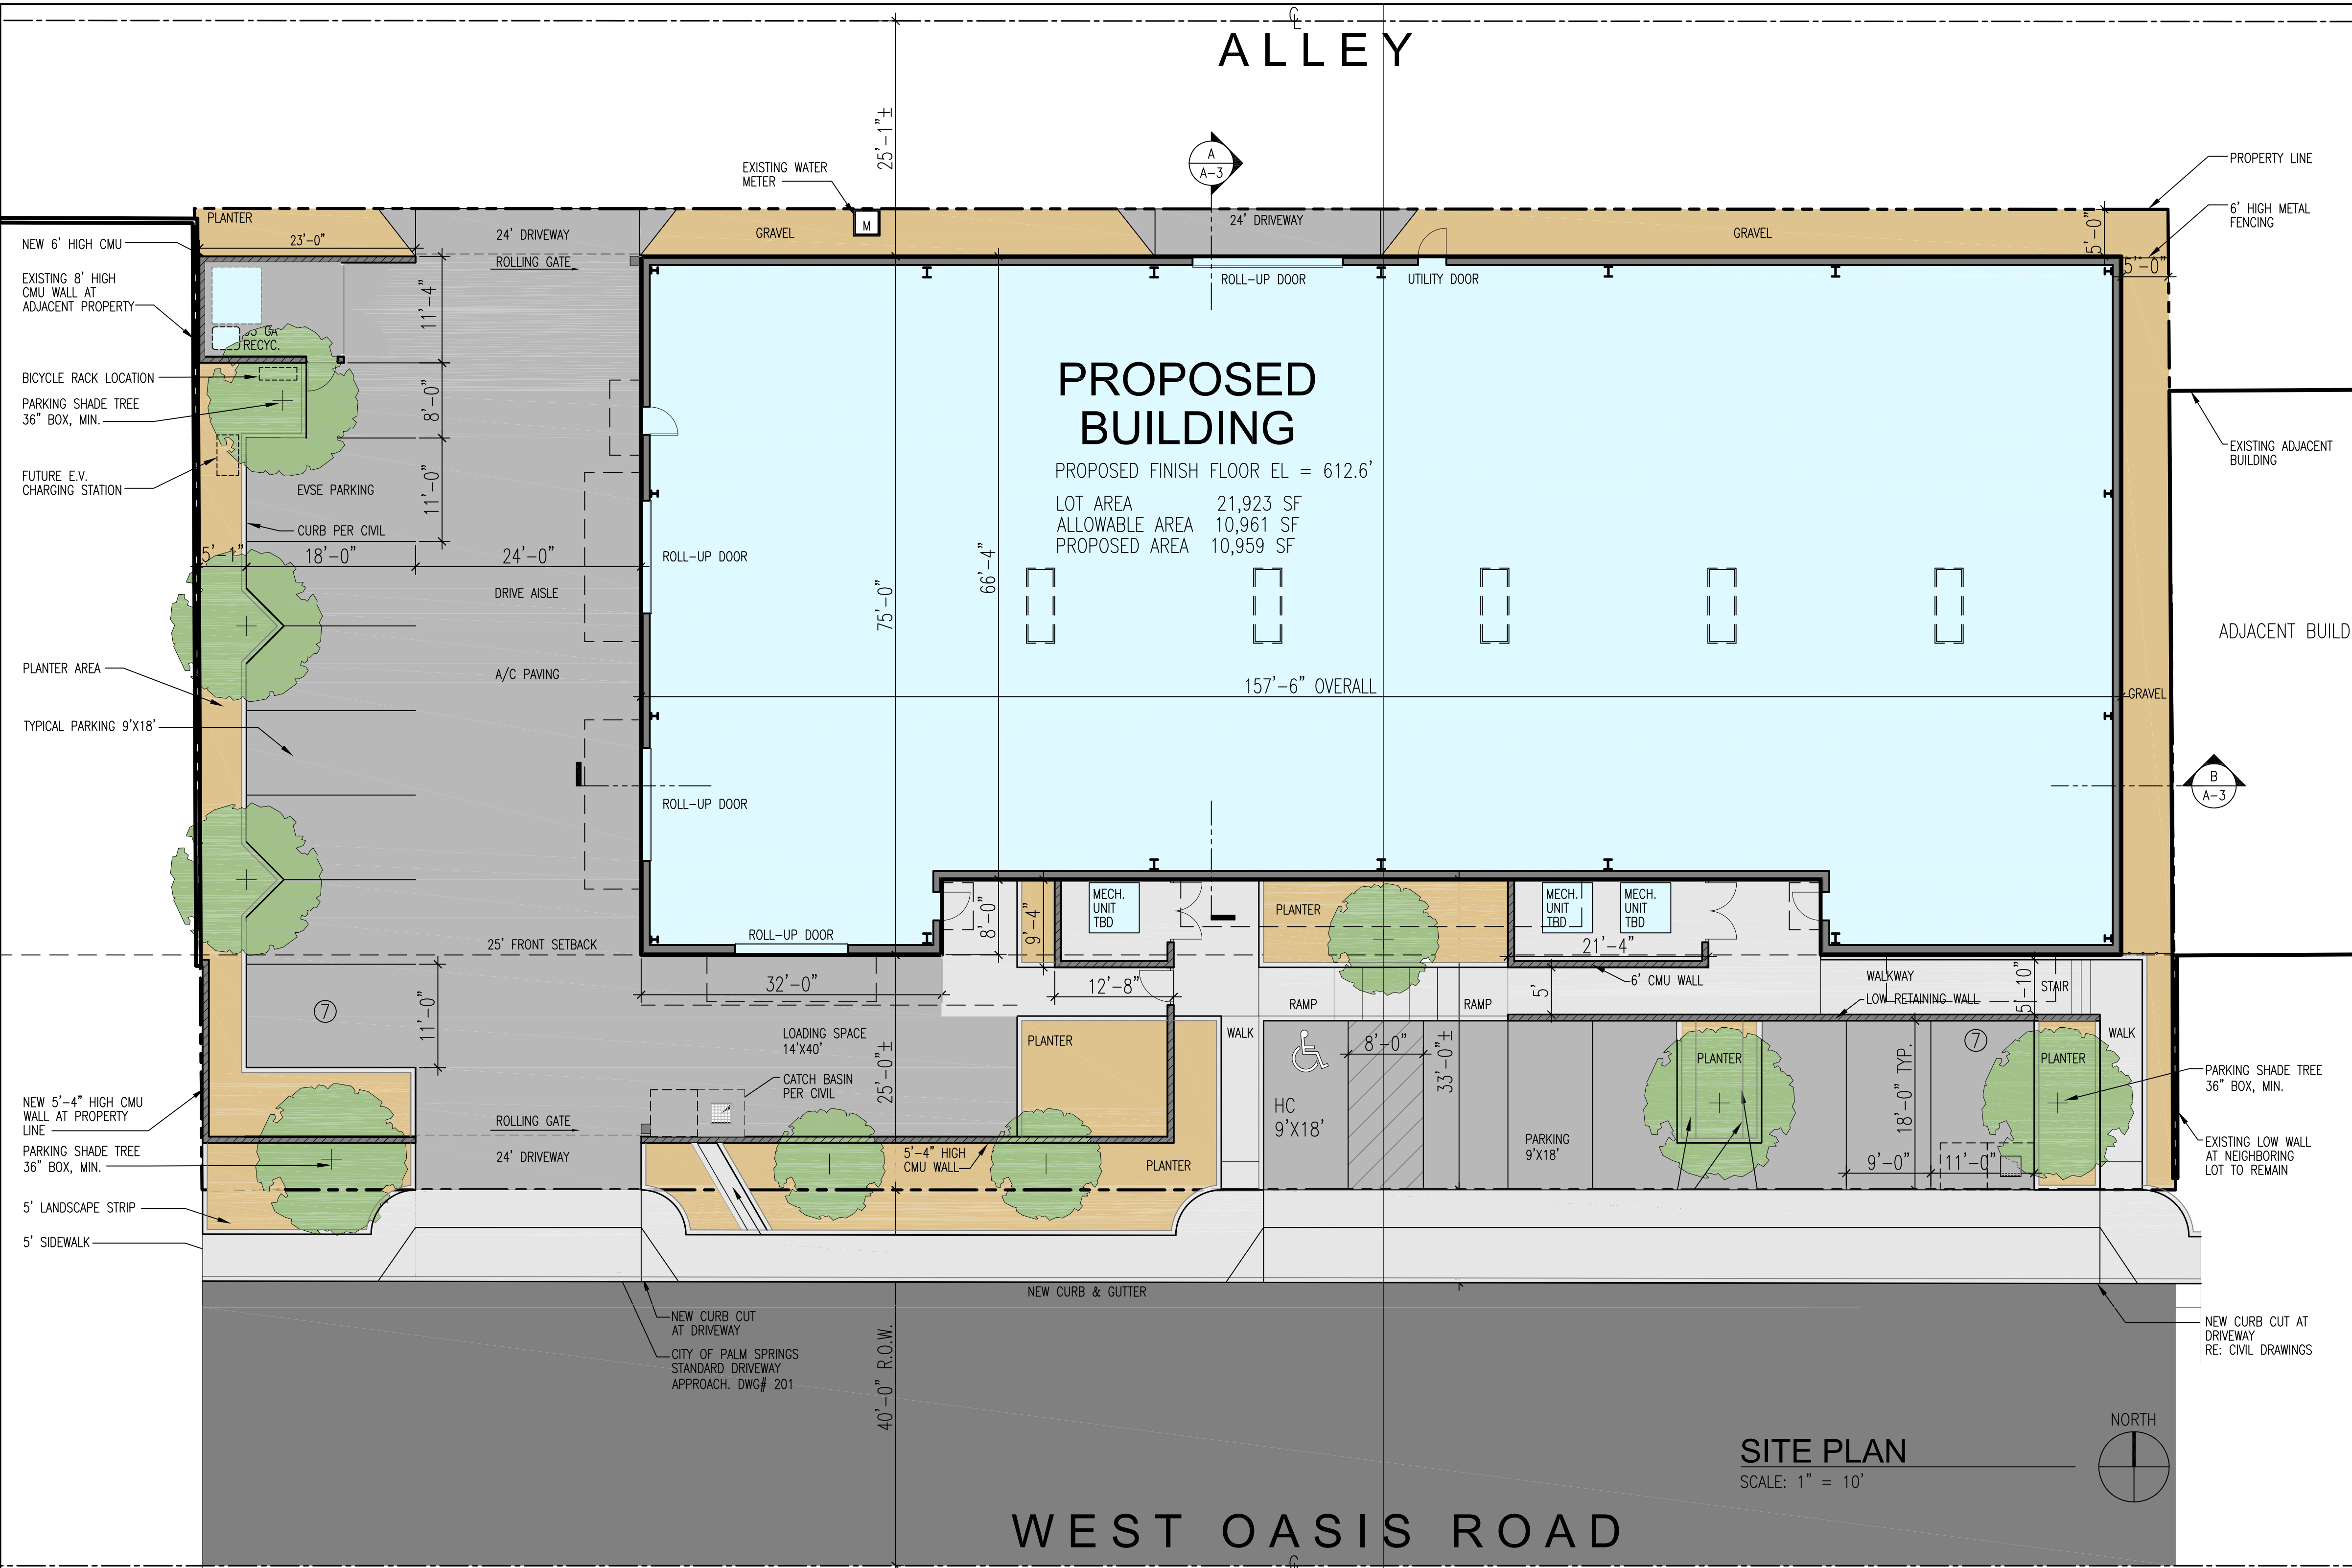 ℄
ALLEY
25'-1"±
A
A-3
EXISTING WATER
METER
M
PROPERTY LINE
6' HIGH METAL
FENCING
PLANTER
23'-0"
24' DRIVEWAY
ROLLING GATE
GRAVEL
24' DRIVEWAY
GRAVEL
5'-0"
5'-0"
ROLL-UP DOOR
UTILITY DOOR
NEW 6' HIGH CMU
EXISTING 8' HIGH
CMU WALL AT
ADJACENT PROPERTY
RECYC.
11'-4"
BICYCLE RACK LOCATION
PARKING SHADE TREE
36" BOX, MIN.
8'-0"
FUTURE E.V.
CHARGING STATION
EVSE PARKING
11'-0"
CURB PER CIVIL
5'-1"
18'-0"
24'-0"
DRIVE AISLE
A/C PAVING
PLANTER AREA
TYPICAL PARKING 9'X18'
PROPOSED
BUILDING
PROPOSED FINISH FLOOR EL = 612.6'
LOT AREA 21,923 SF
ALLOWABLE AREA 10,961 SF
PROPOSED AREA 10,959 SF
ROLL-UP DOOR
75'-0"
66'-4"
157'-6" OVERALL
ROLL-UP DOOR
ROLL-UP DOOR
EXISTING ADJACENT
BUILDING
ADJACENT BUILD
GRAVEL
B
A-3
25' FRONT SETBACK
7
11'-0"
32'-0"
8'-0"
9'-4"
MECH.
UNIT
TBD
12'-8"
PLANTER
MECH.
UNIT
TBD
MECH.
UNIT
TBD
21'-4"
6' CMU WALL
5'
RAMP
RAMP
WALKWAY
LOW RETAINING WALL
5'-10"
STAIR
LOADING SPACE
14'X40'
25'-0"±
CATCH BASIN
PER CIVIL
PLANTER
WALK
8'-0"
33'-0"±
HC
9'X18'
PARKING
9'X18'
PLANTER
18'-0" TYP.
7
9'-0"
11'-0"
PLANTER
WALK
NEW 5'-4" HIGH CMU
WALL AT PROPERTY
LINE
PARKING SHADE TREE
36" BOX, MIN.
5' LANDSCAPE STRIP
5' SIDEWALK
ROLLING GATE
24' DRIVEWAY
5'-4" HIGH
CMU WALL
PLANTER
PARKING SHADE TREE
36" BOX, MIN.
EXISTING LOW WALL
AT NEIGHBORING
LOT TO REMAIN
NEW CURB & GUTTER
NEW CURB CUT
AT DRIVEWAY
CITY OF PALM SPRINGS
STANDARD DRIVEWAY
APPROACH. DWG# 201
40'-0" R.O.W.
NEW CURB CUT AT
DRIVEWAY
RE: CIVIL DRAWINGS
NORTH
SITE PLAN
SCALE: 1" = 10'
WEST OASIS ROAD
℄